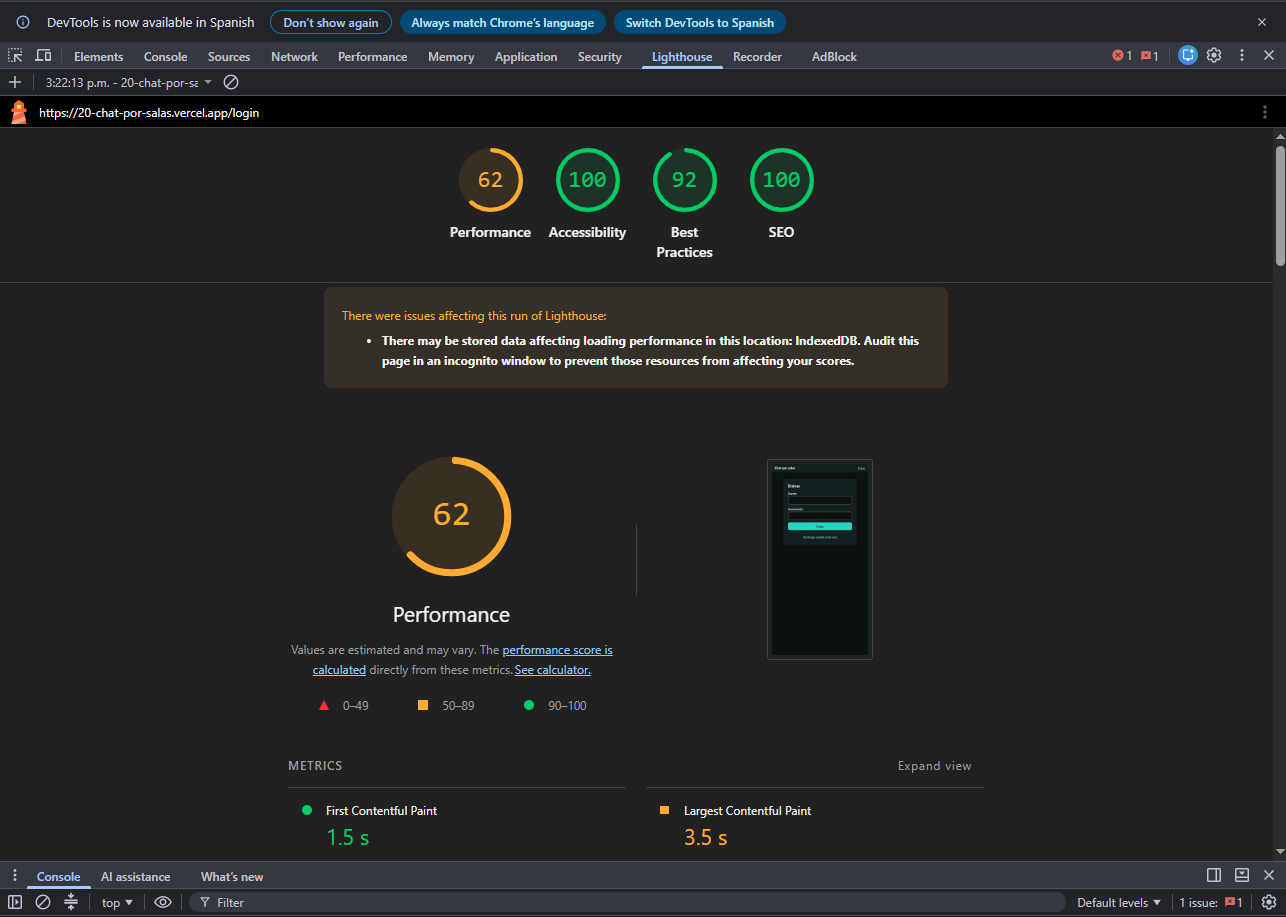 DevTools is now available in Spanish Don't show again Always match Chrome's language Switch DevTools to Spanish
Elements Console Sources Network Performance Memory Application Security Lighthouse Recorder AdBlock 1 1
3:22:13 p.m. - 20-chat-por-sa
https://20-chat-por-salas.vercel.app/login
62 100 92 100
Performance Accessibility Best Practices SEO
There were issues affecting this run of Lighthouse:
• There may be stored data affecting loading performance in this location: IndexedDB. Audit this
page in an incognito window to prevent those resources from affecting your scores.
62
Performance
Values are estimated and may vary. The performance score is
calculated directly from these metrics. See calculator.
0–49 50–89 90–100
Chat por salas
METRICS Expand view
First Contentful Paint Largest Contentful Paint
1.5 s 3.5 s
Console AI assistance What's new
top Filter Default levels 1 issue: 1